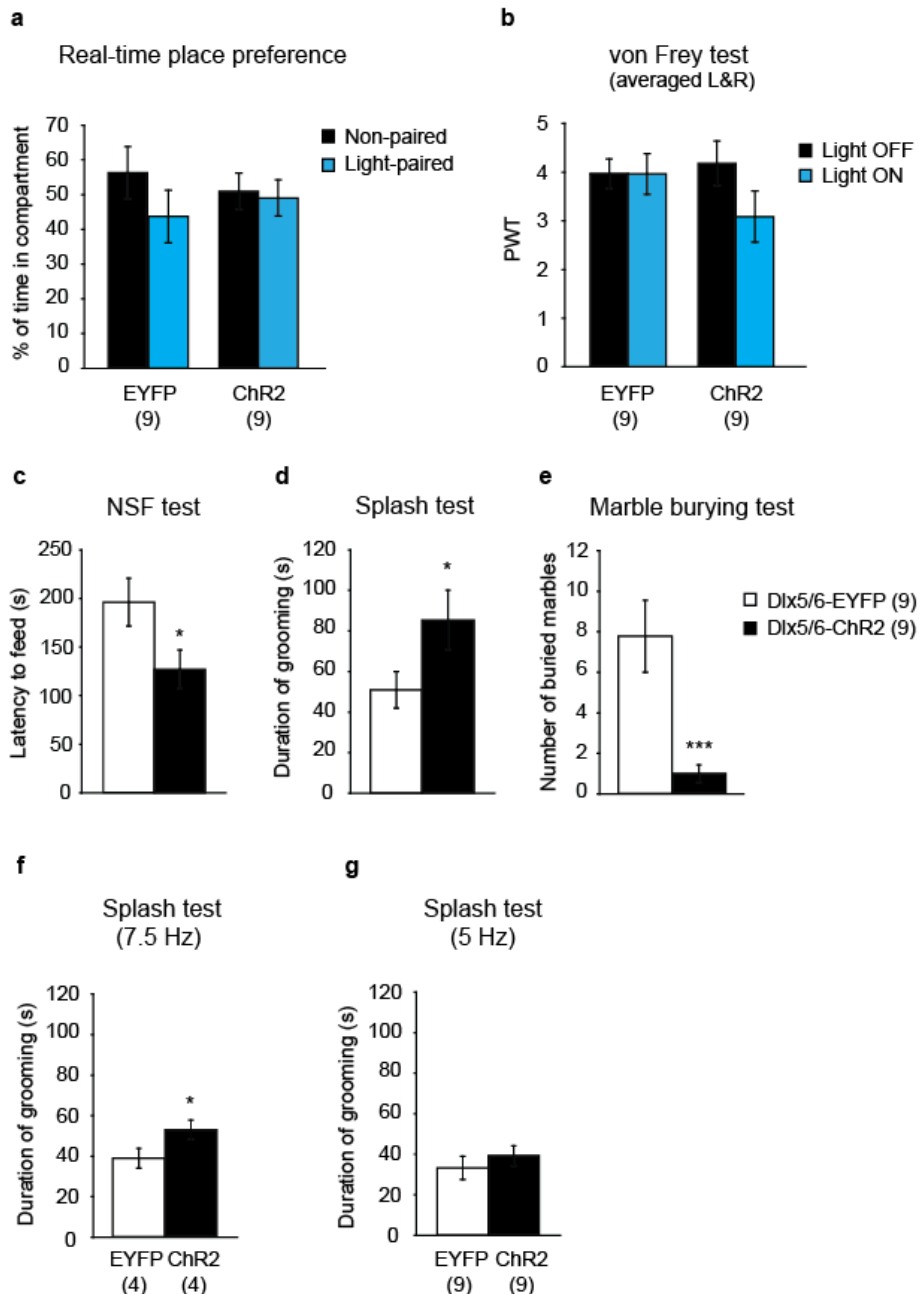 a
Real-time place preference
% of time in compartment
70
60
50
40
30
20
10
0
Non-paired
Light-paired
EYFP
(9)
ChR2
(9)
b
von Frey test
(averaged L&R)
PWT
5
4
3
2
1
0
Light OFF
Light ON
EYFP
(9)
ChR2
(9)
c
NSF test
Latency to feed (s)
250
200
150
100
50
0
*
d
Splash test
Duration of grooming (s)
120
100
80
60
40
20
0
*
e
Marble burying test
Number of buried marbles
12
10
8
6
4
2
0
***
Dlx5/6-EYFP (9)
Dlx5/6-ChR2 (9)
f
Splash test
(7.5 Hz)
Duration of grooming (s)
120
100
80
60
40
20
0
*
EYFP ChR2
(4) (4)
g
Splash test
(5 Hz)
Duration of grooming (s)
120
100
80
60
40
20
0
EYFP ChR2
(9) (9)